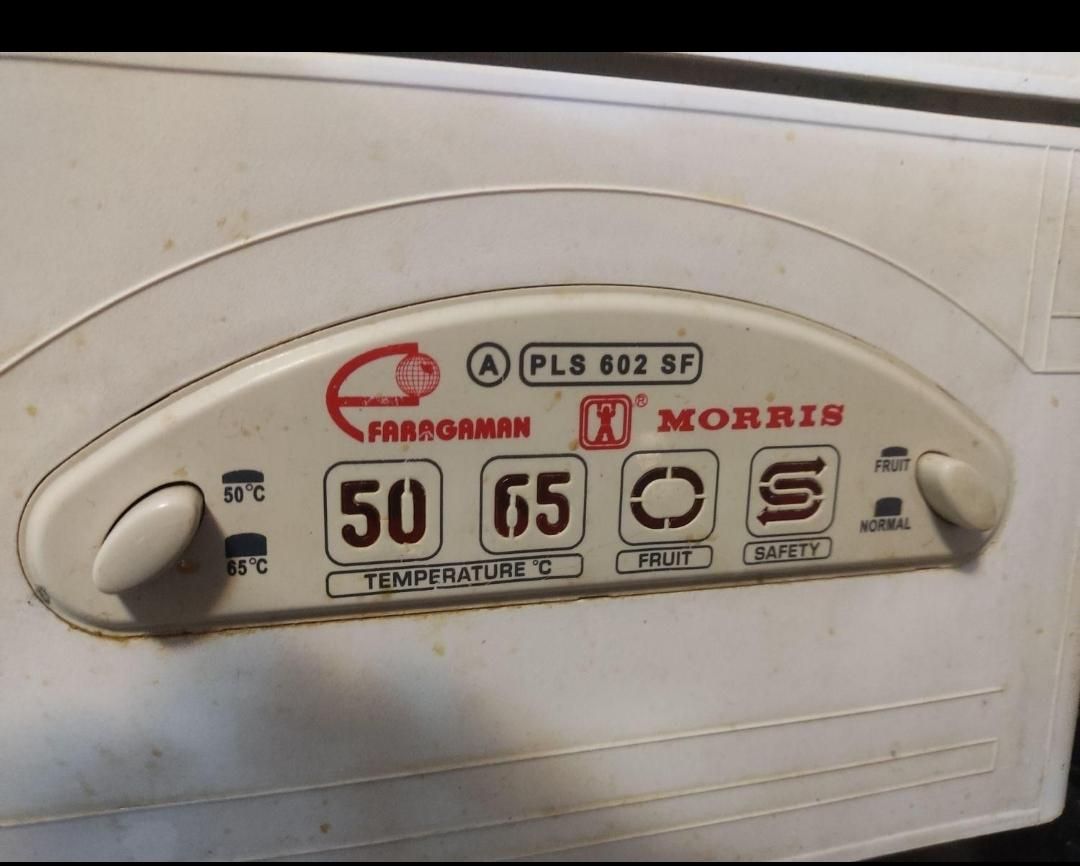 A PLS 602 SF
FARAGAMAN
® MORRIS
50°C
65°C
50 65
TEMPERATURE °C
FRUIT
SAFETY
FRUIT
NORMAL